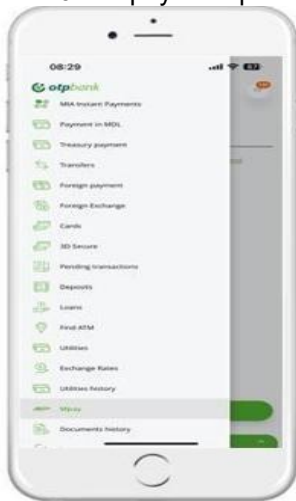 08:29
otpbank
MIA Instant Payments
Payment in MDL
Treasury payment
Transfers
Foreign payment
Foreign Exchange
Cards
3D Secure
Pending transactions
Deposits
Loans
Find ATM
Utilities
Exchange Rates
Utilities history
Documents history